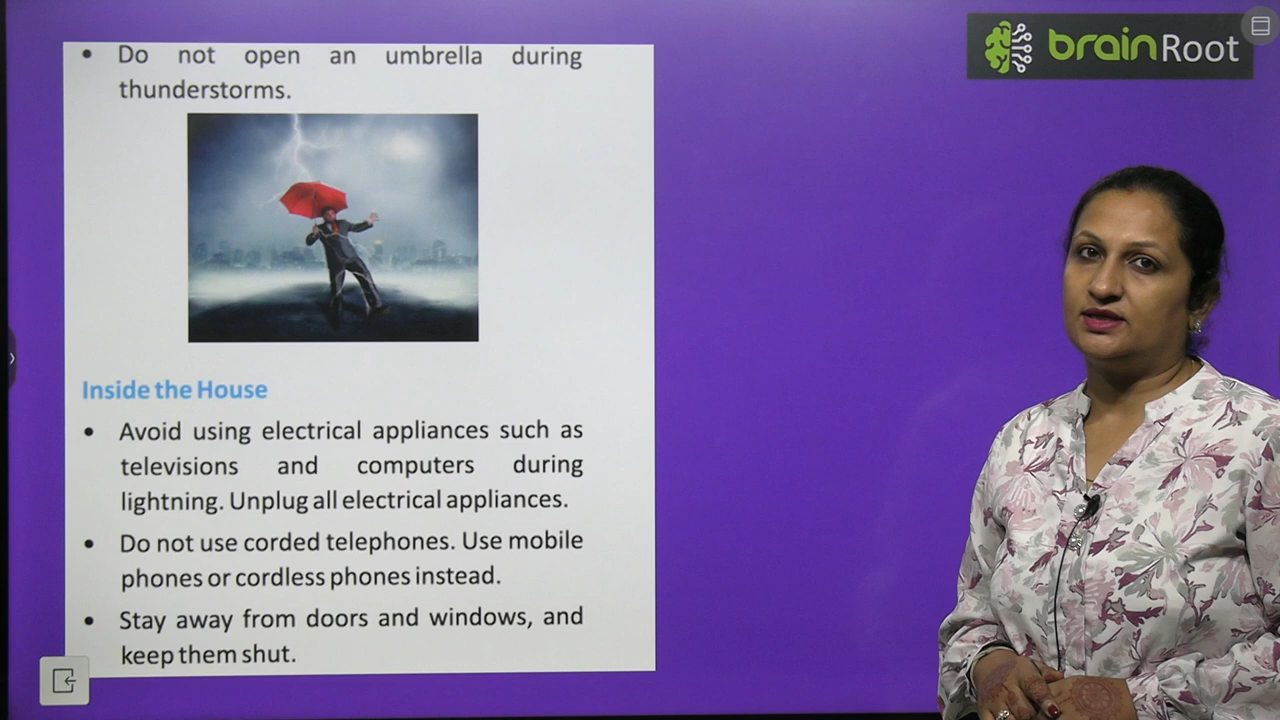 • Do not open an umbrella during
thunderstorms.
brainRoot
Inside the House
• Avoid using electrical appliances such as
televisions and computers during
lightning. Unplug all electrical appliances.
• Do not use corded telephones. Use mobile
phones or cordless phones instead.
• Stay away from doors and windows, and
keep them shut.